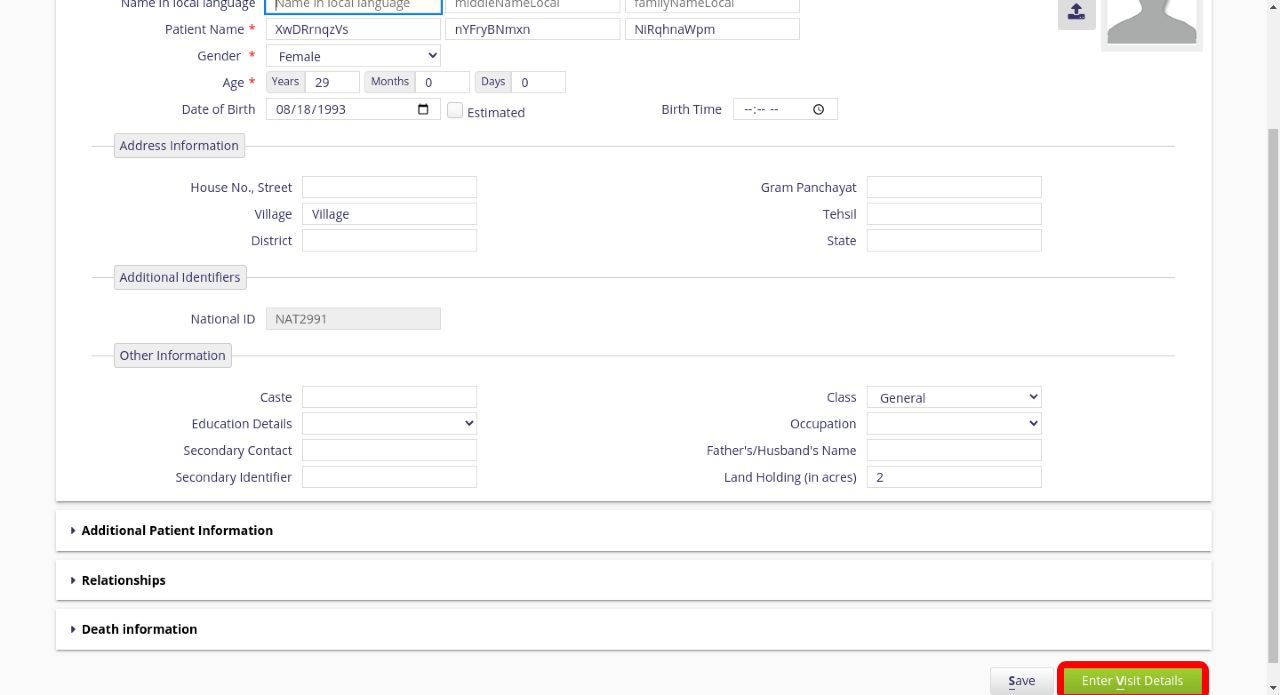 Name in local language Name in local language middleNameLocal familyNameLocal
Patient Name * XwDRrnqzVs nYFryBNmxn NiRqhnaWpm
Gender * Female
Age * Years 29 Months 0 Days 0
Date of Birth 08/18/1993 Estimated Birth Time --:-- --
Address Information
House No., Street Gram Panchayat
Village Village Tehsil
District State
Additional Identifiers
National ID NAT2991
Other Information
Caste Class General
Education Details Occupation
Secondary Contact Father's/Husband's Name
Secondary Identifier Land Holding (in acres) 2
Additional Patient Information
Relationships
Death information
Save Enter Visit Details